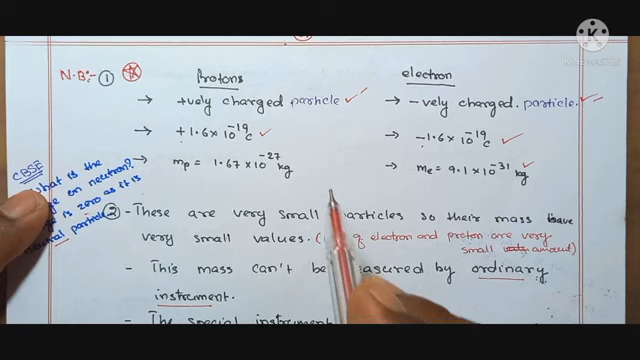 N.B:- ①
Protons
→ +vely charged particle ✓
→ +1.6 × 10⁻¹⁹ c ✓
→ mp = 1.67 × 10⁻²⁷ kg
electron
→ -vely charged. particle. ✓
→ -1.6 × 10⁻¹⁹ c ✓
→ me = 9.1 × 10⁻³¹ kg ✓
CBSE
What is the
on neutron?
is zero as it is
particle
② - These are very small particles so their mass
very small values. ( of electron and proton are very
small amount)
- This mass can't be measured by ordinary
instrument.
- The special instrument
KINEMASTER